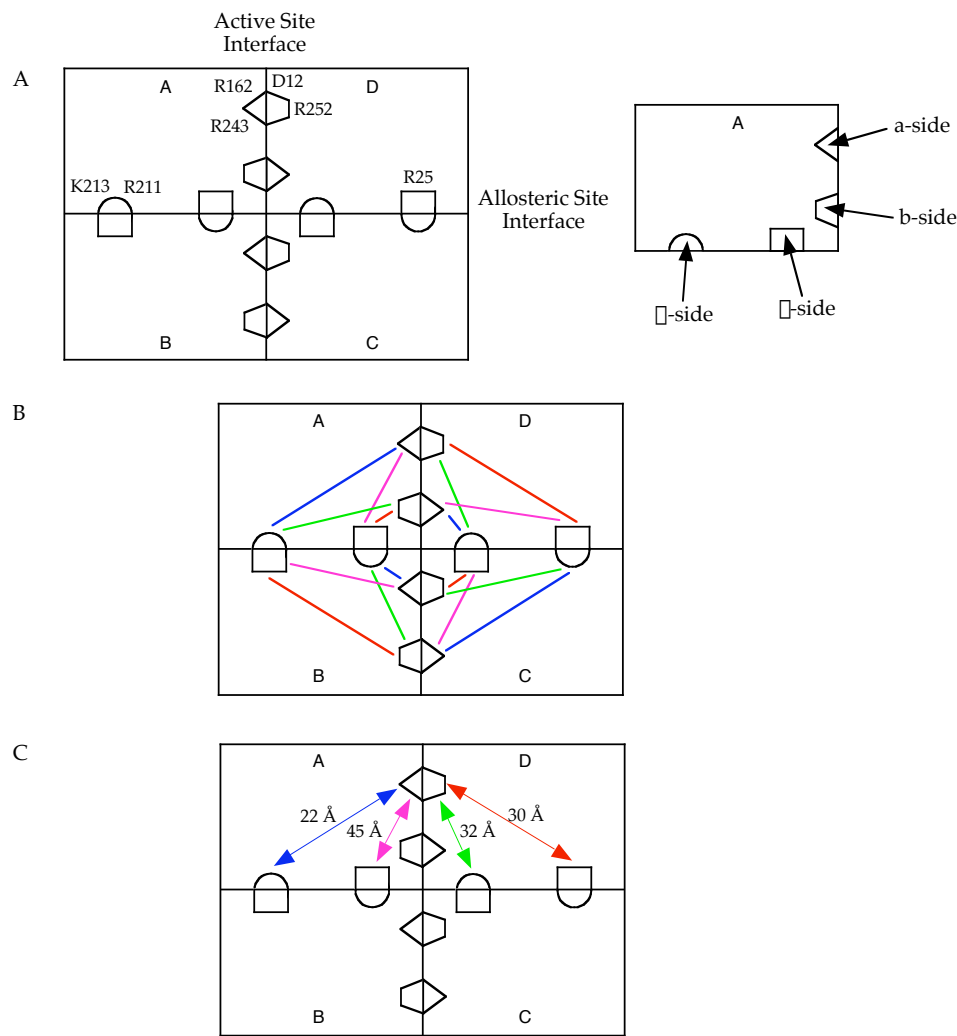 Active Site
Interface
A
A
R162
D12
D
R252
R243
K213
R211
R25
Allosteric Site
Interface
B
C
A
a-side
b-side
▯-side
▯-side
B
A
D
B
C
C
A
D
22 Å
45 Å
32 Å
30 Å
B
C